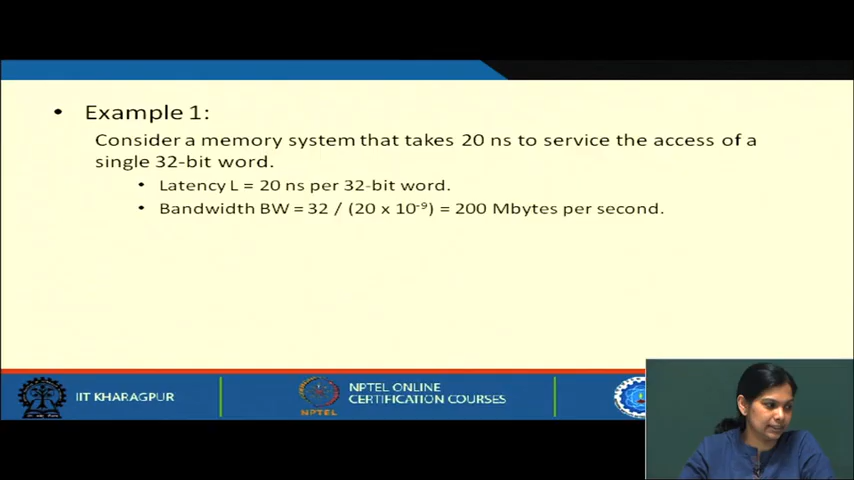 • Example 1:
Consider a memory system that takes 20 ns to service the access of a
single 32-bit word.
• Latency L = 20 ns per 32-bit word.
• Bandwidth BW = 32 / (20 x 10⁻⁹) = 200 Mbytes per second.
IIT KHARAGPUR
NPTEL
NPTEL ONLINE
CERTIFICATION COURSES